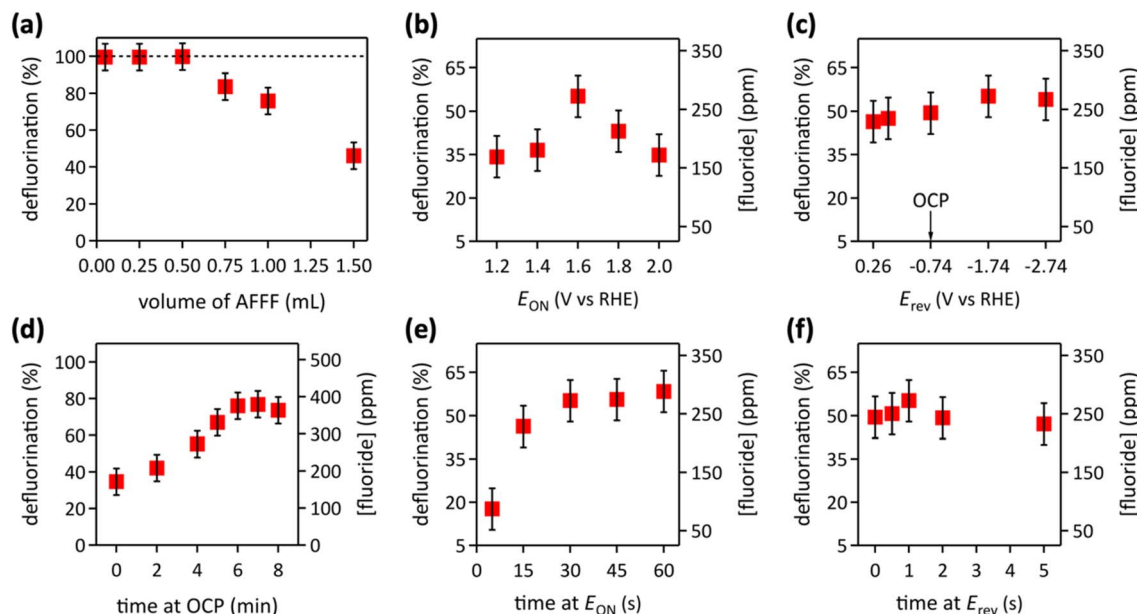 (a)
defluorination (%)
100
80
60
40
20
0
0.00 0.25 0.50 0.75 1.00 1.50
volume of AFFF (mL)
(b)
defluorination (%)
65
50
35
20
5
1.2 1.4 1.6 1.8 2.0
E_ON (V vs RHE)
350
250
150
50
[fluoride] (ppm)
(c)
defluorination (%)
65
50
35
20
5
OCP
0.26 -0.74 -1.74 -2.74
E_rev (V vs RHE)
350
250
150
50
[fluoride] (ppm)
(d)
defluorination (%)
100
80
60
40
20
0
0 2 4 6 8
time at OCP (min)
500
400
300
200
100
0
[fluoride] (ppm)
(e)
defluorination (%)
65
50
35
20
5
0 15 30 45 60
time at E_ON (s)
350
250
150
50
[fluoride] (ppm)
(f)
defluorination (%)
65
50
35
20
5
0 1 2 3 4 5
time at E_rev (s)
350
250
150
50
[fluoride] (ppm)